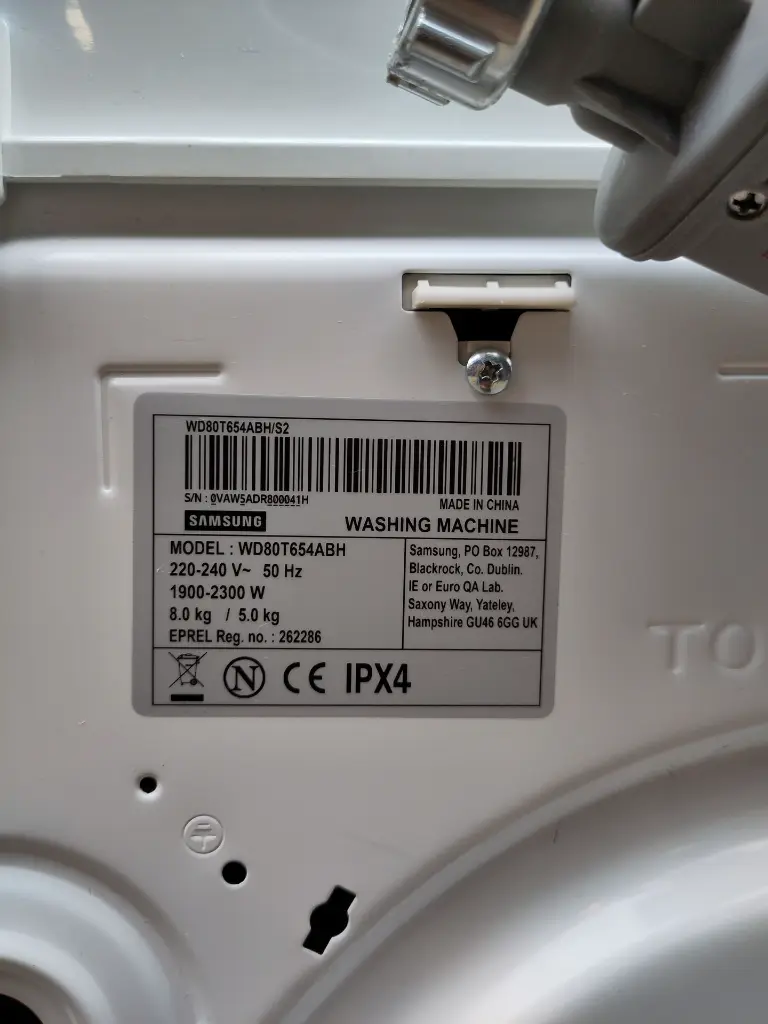 WD80T654ABH/S2
S/N : 0VAW5ADR800041H
MADE IN CHINA
SAMSUNG
WASHING MACHINE
MODEL : WD80T654ABH
220-240 V~ 50 Hz
1900-2300 W
8.0 kg / 5.0 kg
EPREL Reg. no. : 262286
Samsung, PO Box 12987,
Blackrock, Co. Dublin.
IE or Euro QA Lab.
Saxony Way, Yateley,
Hampshire GU46 6GG UK
N CE IPX4
TO